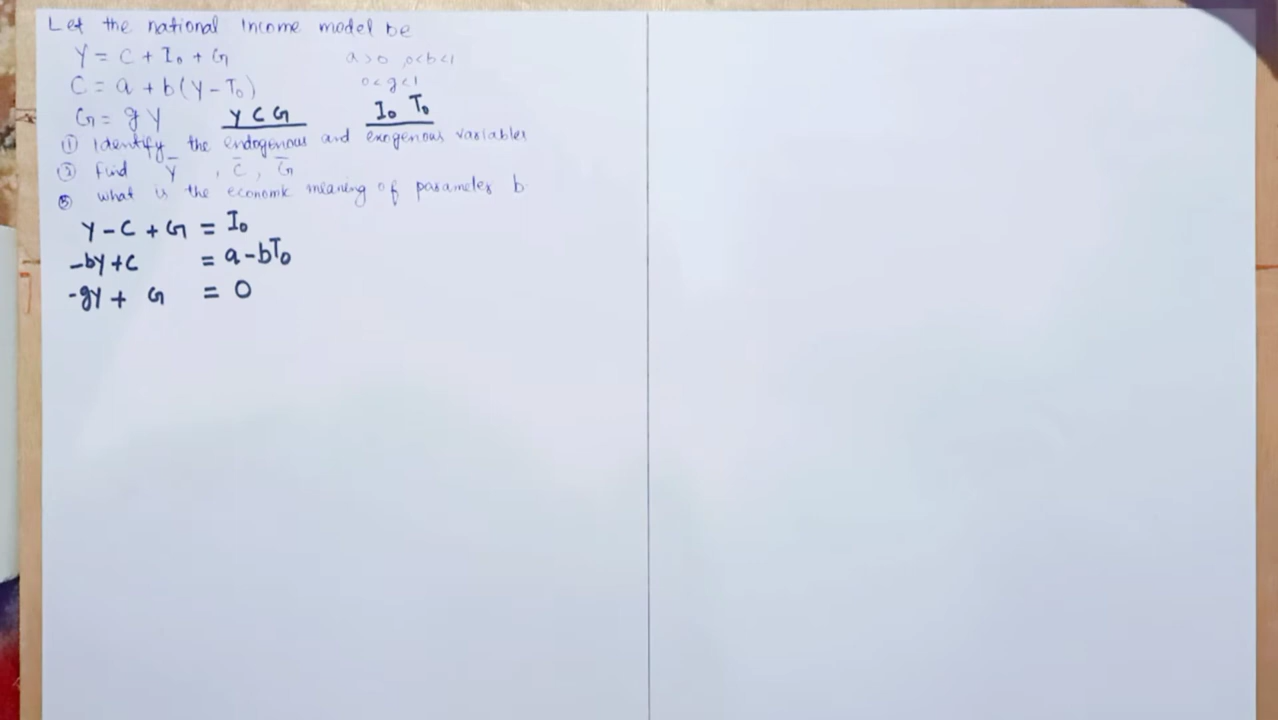 Let the national Income model be
Y = C + I₀ + G a > 0 , 0 < b < 1
C = a + b(Y - T₀) 0 < g < 1
G = gY Y C G I₀ T₀
① Identify the endogenous and exogenous variables
② find Ȳ , C̄ , Ḡ
③ what is the economic meaning of parameter b
Y - C + G = I₀
-bY + C = a - bT₀
-gY + G = 0